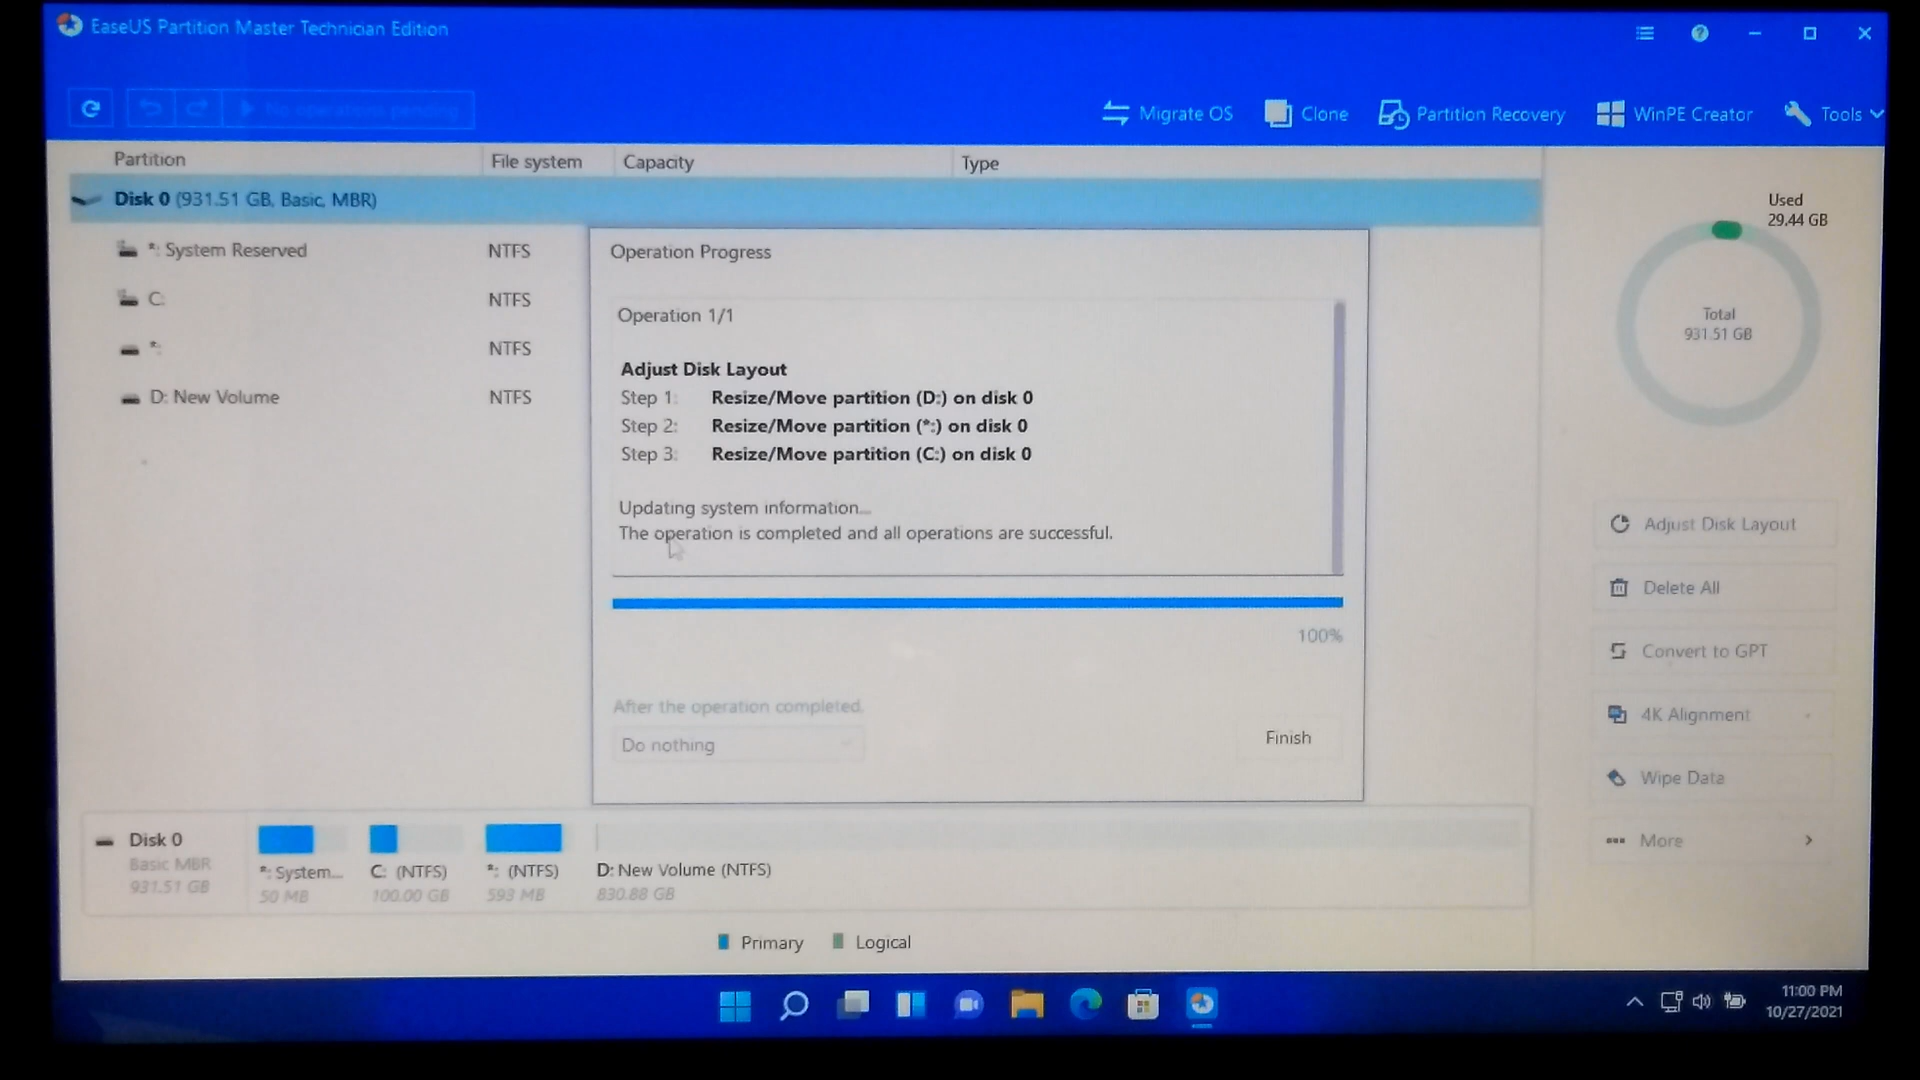 EaseUS Partition Master Technician Edition
No operations pending
Migrate OS
Clone
Partition Recovery
WinPE Creator
Tools
Partition
File system
Capacity
Type
Disk 0 (931.51 GB, Basic, MBR)
*: System Reserved
NTFS
C:
NTFS
*:
NTFS
D: New Volume
NTFS
Operation Progress
Operation 1/1
Adjust Disk Layout
Step 1: Resize/Move partition (D:) on disk 0
Step 2: Resize/Move partition (*:) on disk 0
Step 3: Resize/Move partition (C:) on disk 0
Updating system information...
The operation is completed and all operations are successful.
100%
After the operation completed.
Do nothing
Finish
Used
29.44 GB
Total
931.51 GB
Adjust Disk Layout
Delete All
Convert to GPT
4K Alignment
Wipe Data
More
Disk 0
Basic MBR
931.51 GB
*: System...
50 MB
C: (NTFS)
100.00 GB
*: (NTFS)
593 MB
D: New Volume (NTFS)
830.88 GB
Primary
Logical
11:00 PM
10/27/2021